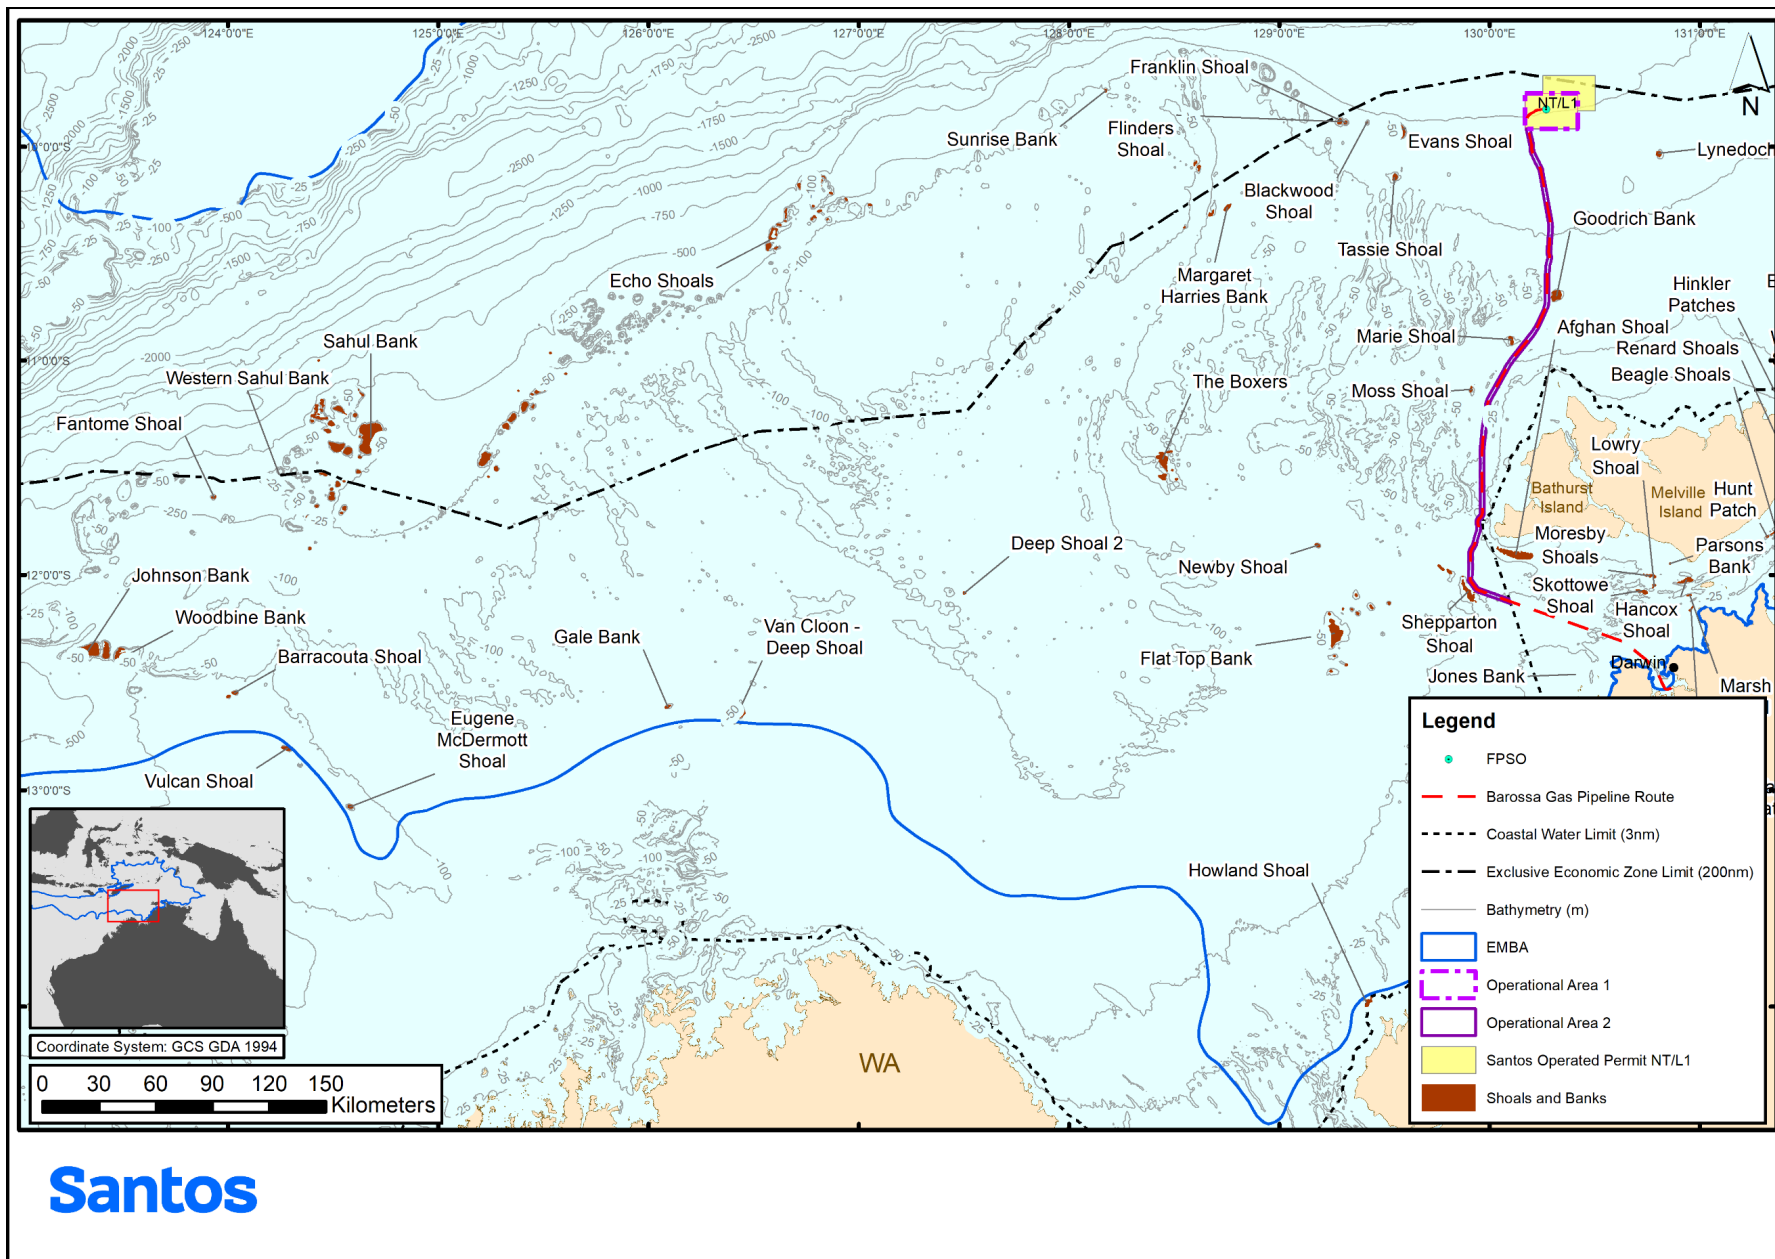 124°0'0"E
125°0'0"E
126°0'0"E
127°0'0"E
128°0'0"E
129°0'0"E
130°0'0"E
131°0'0"E
Franklin Shoal
NT/L1
N
Sunrise Bank
Flinders
Shoal
Evans Shoal
Lynedoch
Blackwood
Shoal
Goodrich Bank
Tassie Shoal
Echo Shoals
Margaret
Harries Bank
Hinkler
Patches
Sahul Bank
Marie Shoal
Afghan Shoal
Renard Shoals
Western Sahul Bank
The Boxers
Moss Shoal
Beagle Shoals
Fantome Shoal
Lowry
Shoal
Bathurst
Island
Melville
Island
Hunt
Patch
Moresby
Shoals
Deep Shoal 2
Parsons
Bank
Newby Shoal
12°0'0"S
Johnson Bank
Skottowe
Shoal
Woodbine Bank
Hancox
Shoal
Gale Bank
Van Cloon -
Deep Shoal
Shepparton
Shoal
Barracouta Shoal
Flat Top Bank
Darwin
Jones Bank
Marsh
Eugene
McDermott
Shoal
Vulcan Shoal
13°0'0"S
Howland Shoal
WA
Legend
FPSO
Barossa Gas Pipeline Route
Coastal Water Limit (3nm)
Exclusive Economic Zone Limit (200nm)
Bathymetry (m)
EMBA
Operational Area 1
Operational Area 2
Santos Operated Permit NT/L1
Shoals and Banks
Coordinate System: GCS GDA 1994
0 30 60 90 120 150
Kilometers
Santos